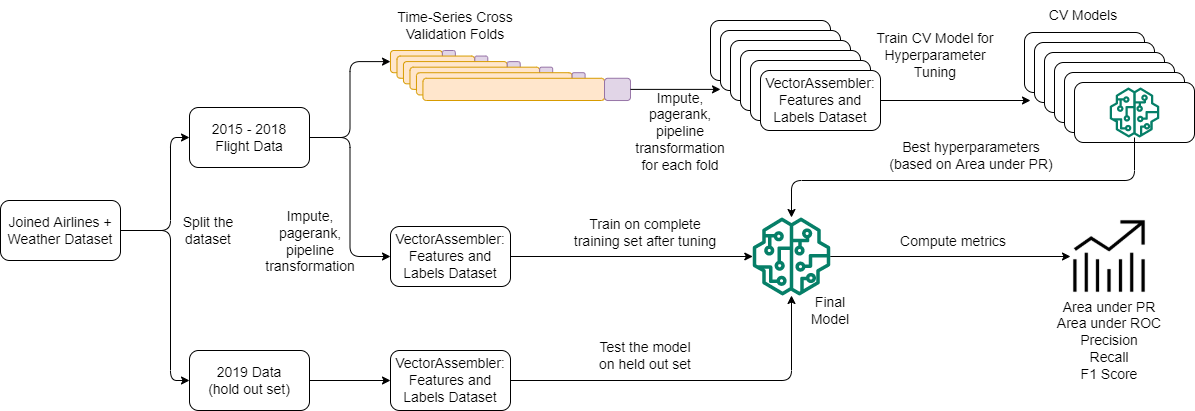 Time-Series Cross
Validation Folds
CV Models
Train CV Model for
Hyperparameter
Tuning
VectorAssembler:
Features and
Labels Dataset
Impute,
pagerank,
pipeline
transformation
for each fold
2015 - 2018
Flight Data
Best hyperparameters
(based on Area under PR)
Joined Airlines +
Weather Dataset
Split the
dataset
Impute,
pagerank,
pipeline
transformation
VectorAssembler:
Features and
Labels Dataset
Train on complete
training set after tuning
Compute metrics
Final
Model
Area under PR
Area under ROC
Precision
Recall
F1 Score
2019 Data
(hold out set)
VectorAssembler:
Features and
Labels Dataset
Test the model
on held out set